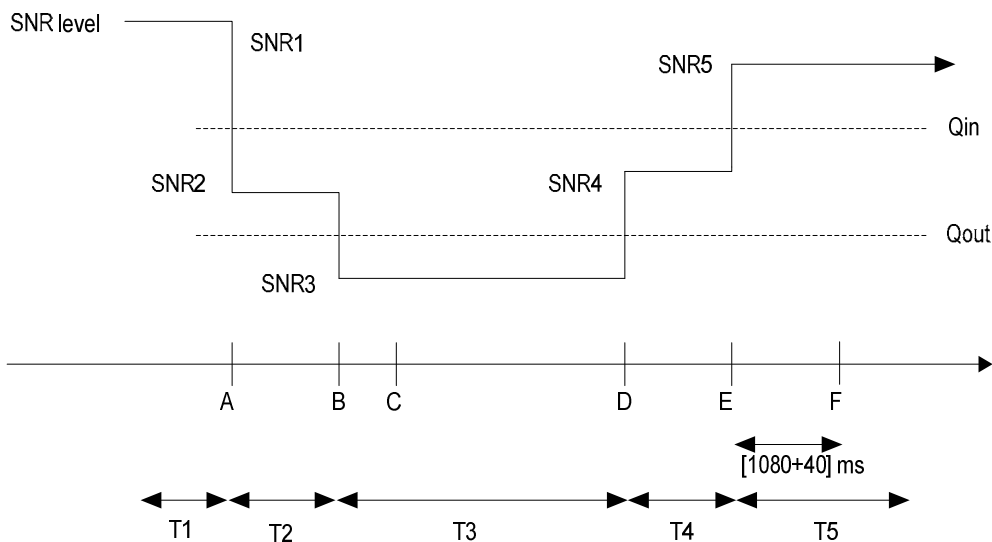 SNR level
SNR1
SNR5
Qin
SNR2
SNR4
Qout
SNR3
A B C D E F
[1080+40] ms
T1 T2 T3 T4 T5